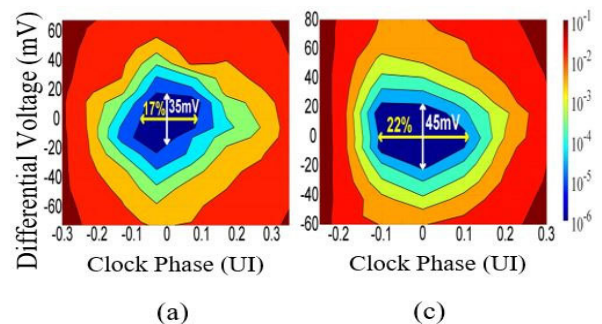 Differential Voltage (mV)
60
40
20
0
-20
-40
-60
17%
35mV
-0.3 -0.2 -0.1 0 0.1 0.2 0.3
Clock Phase (UI)
(a)
80
60
40
20
0
-20
-40
-60
22%
45mV
-0.2 -0.1 0 0.1 0.2 0.3
Clock Phase (UI)
(c)
10^-1
10^-2
10^-3
10^-4
10^-5
10^-6